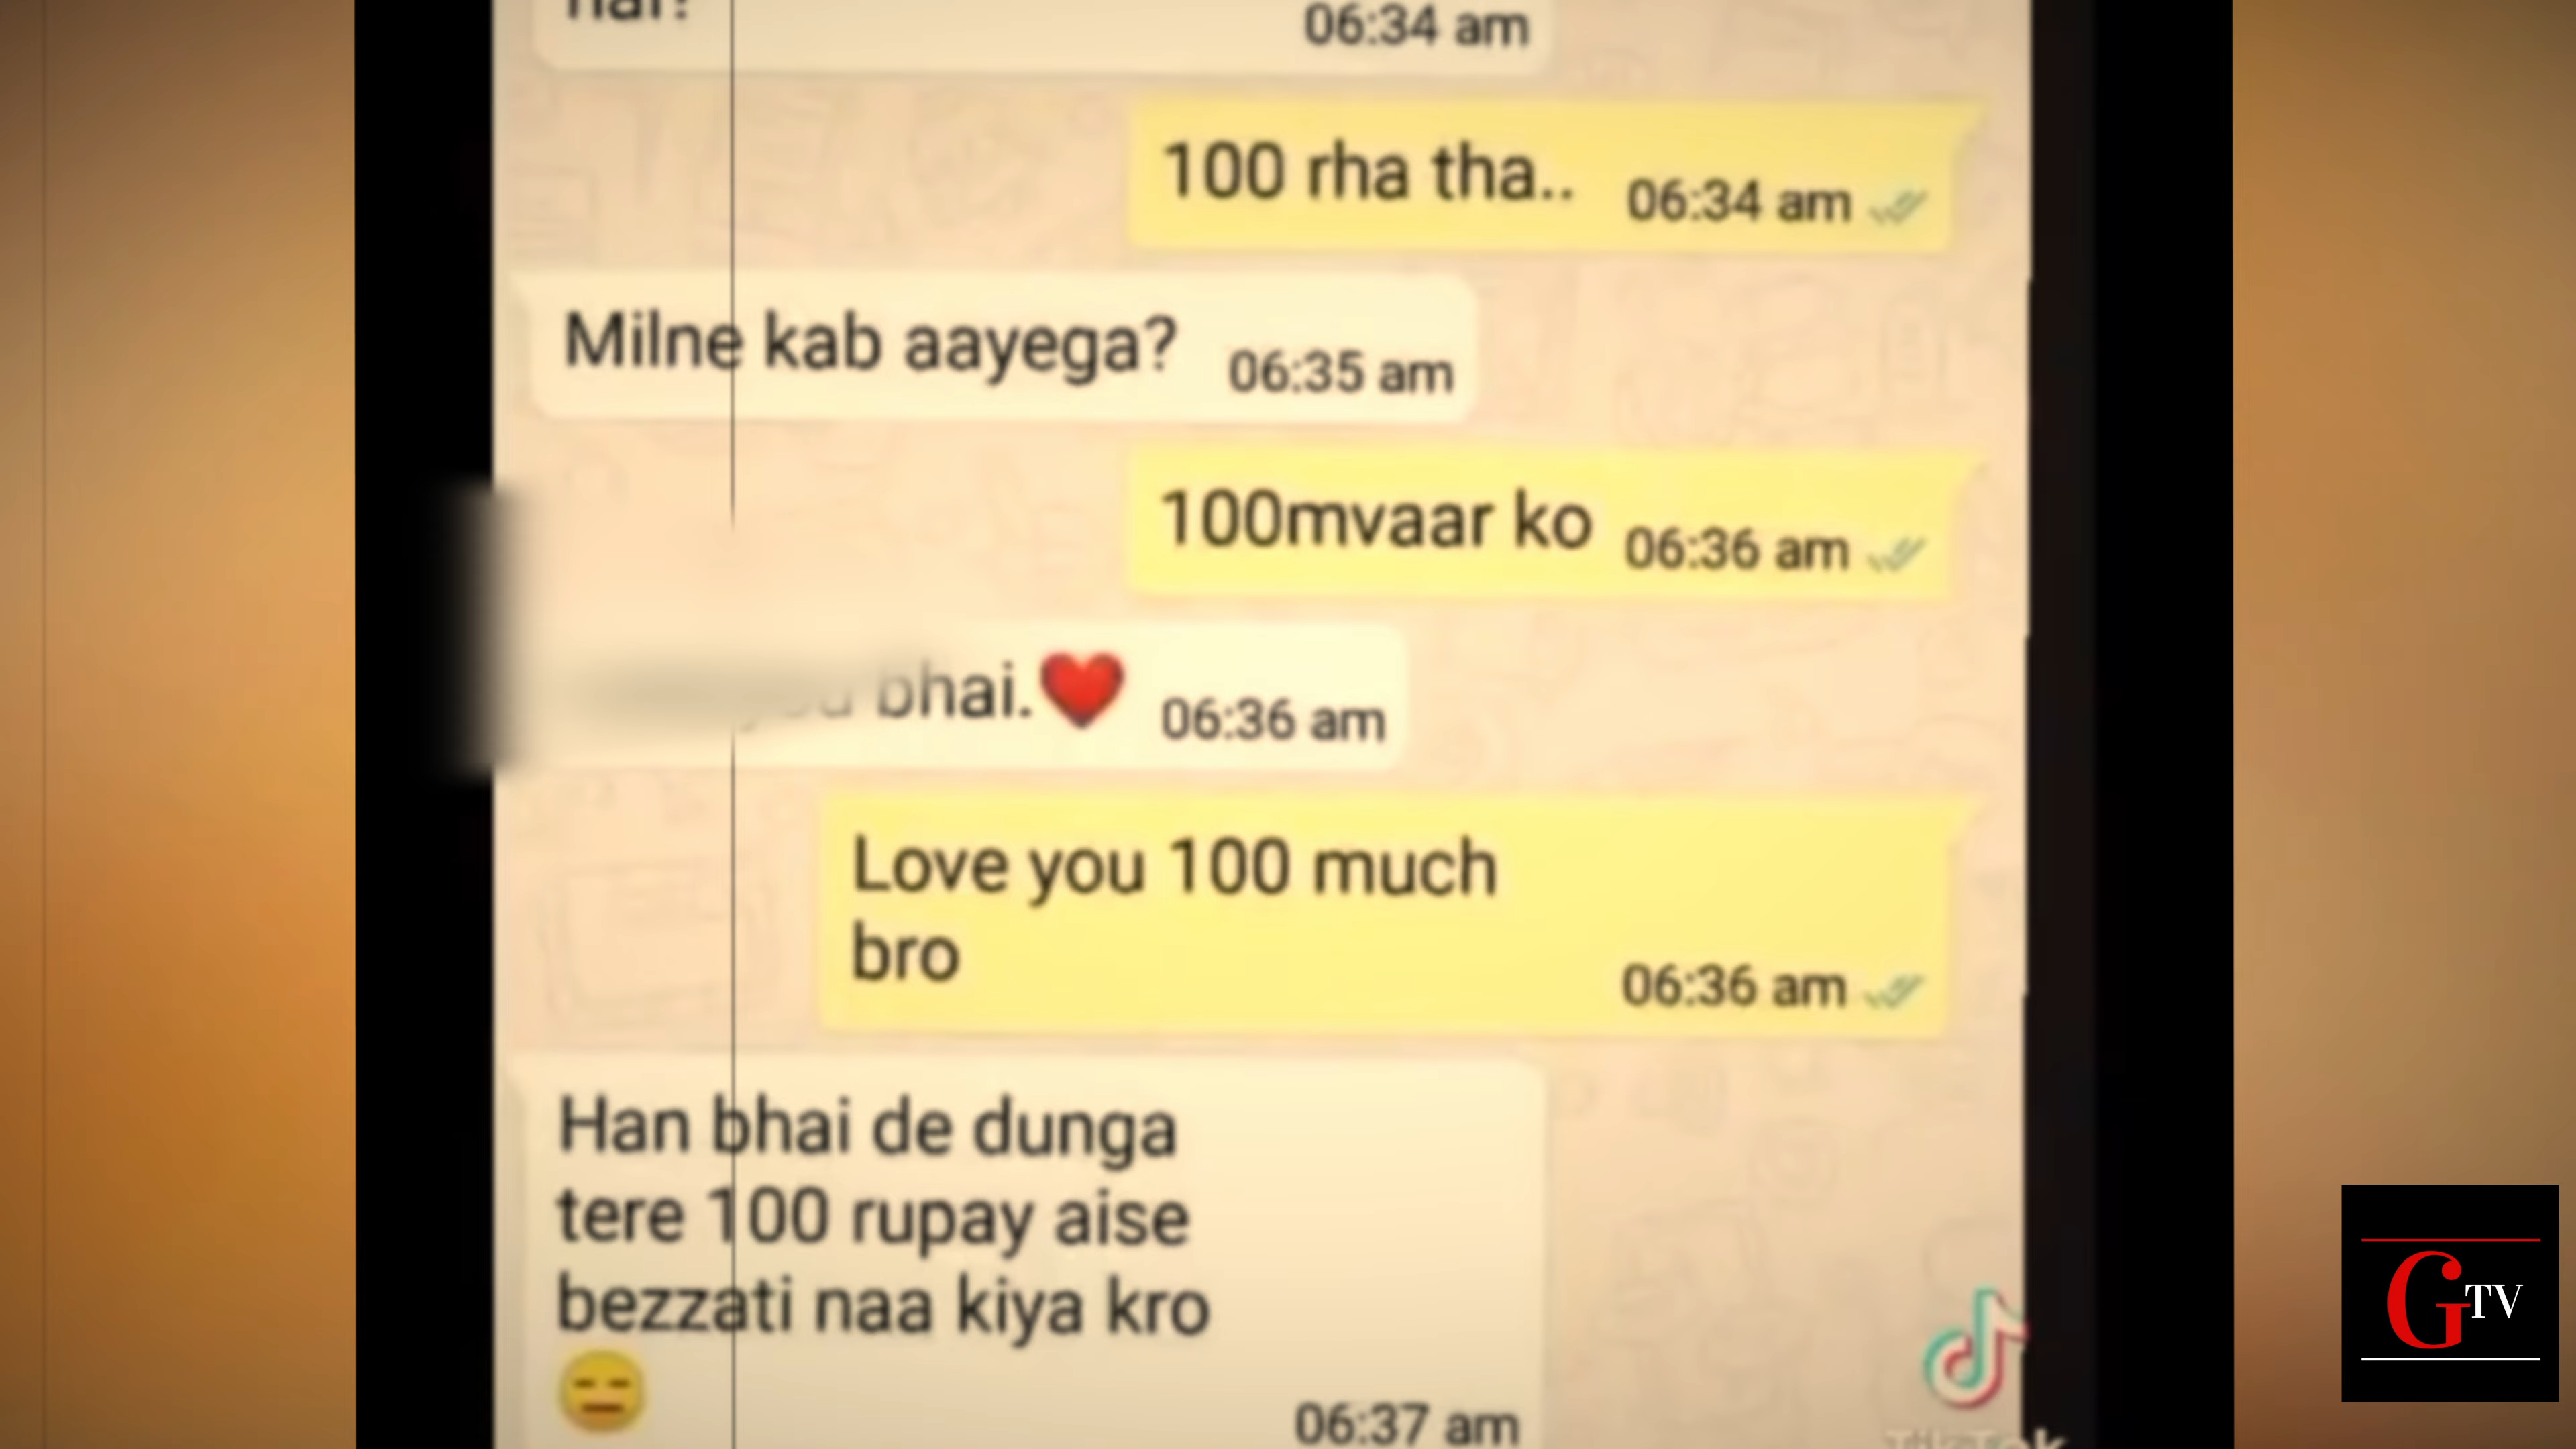 06:34 am
100 rha tha..
06:34 am
Milne kab aayega?
06:35 am
100mvaar ko
06:36 am
bhai.❤️
06:36 am
Love you 100 much
bro
06:36 am
Han bhai de dunga
tere 100 rupay aise
bezzati naa kiya kro
😑
06:37 am
GTV